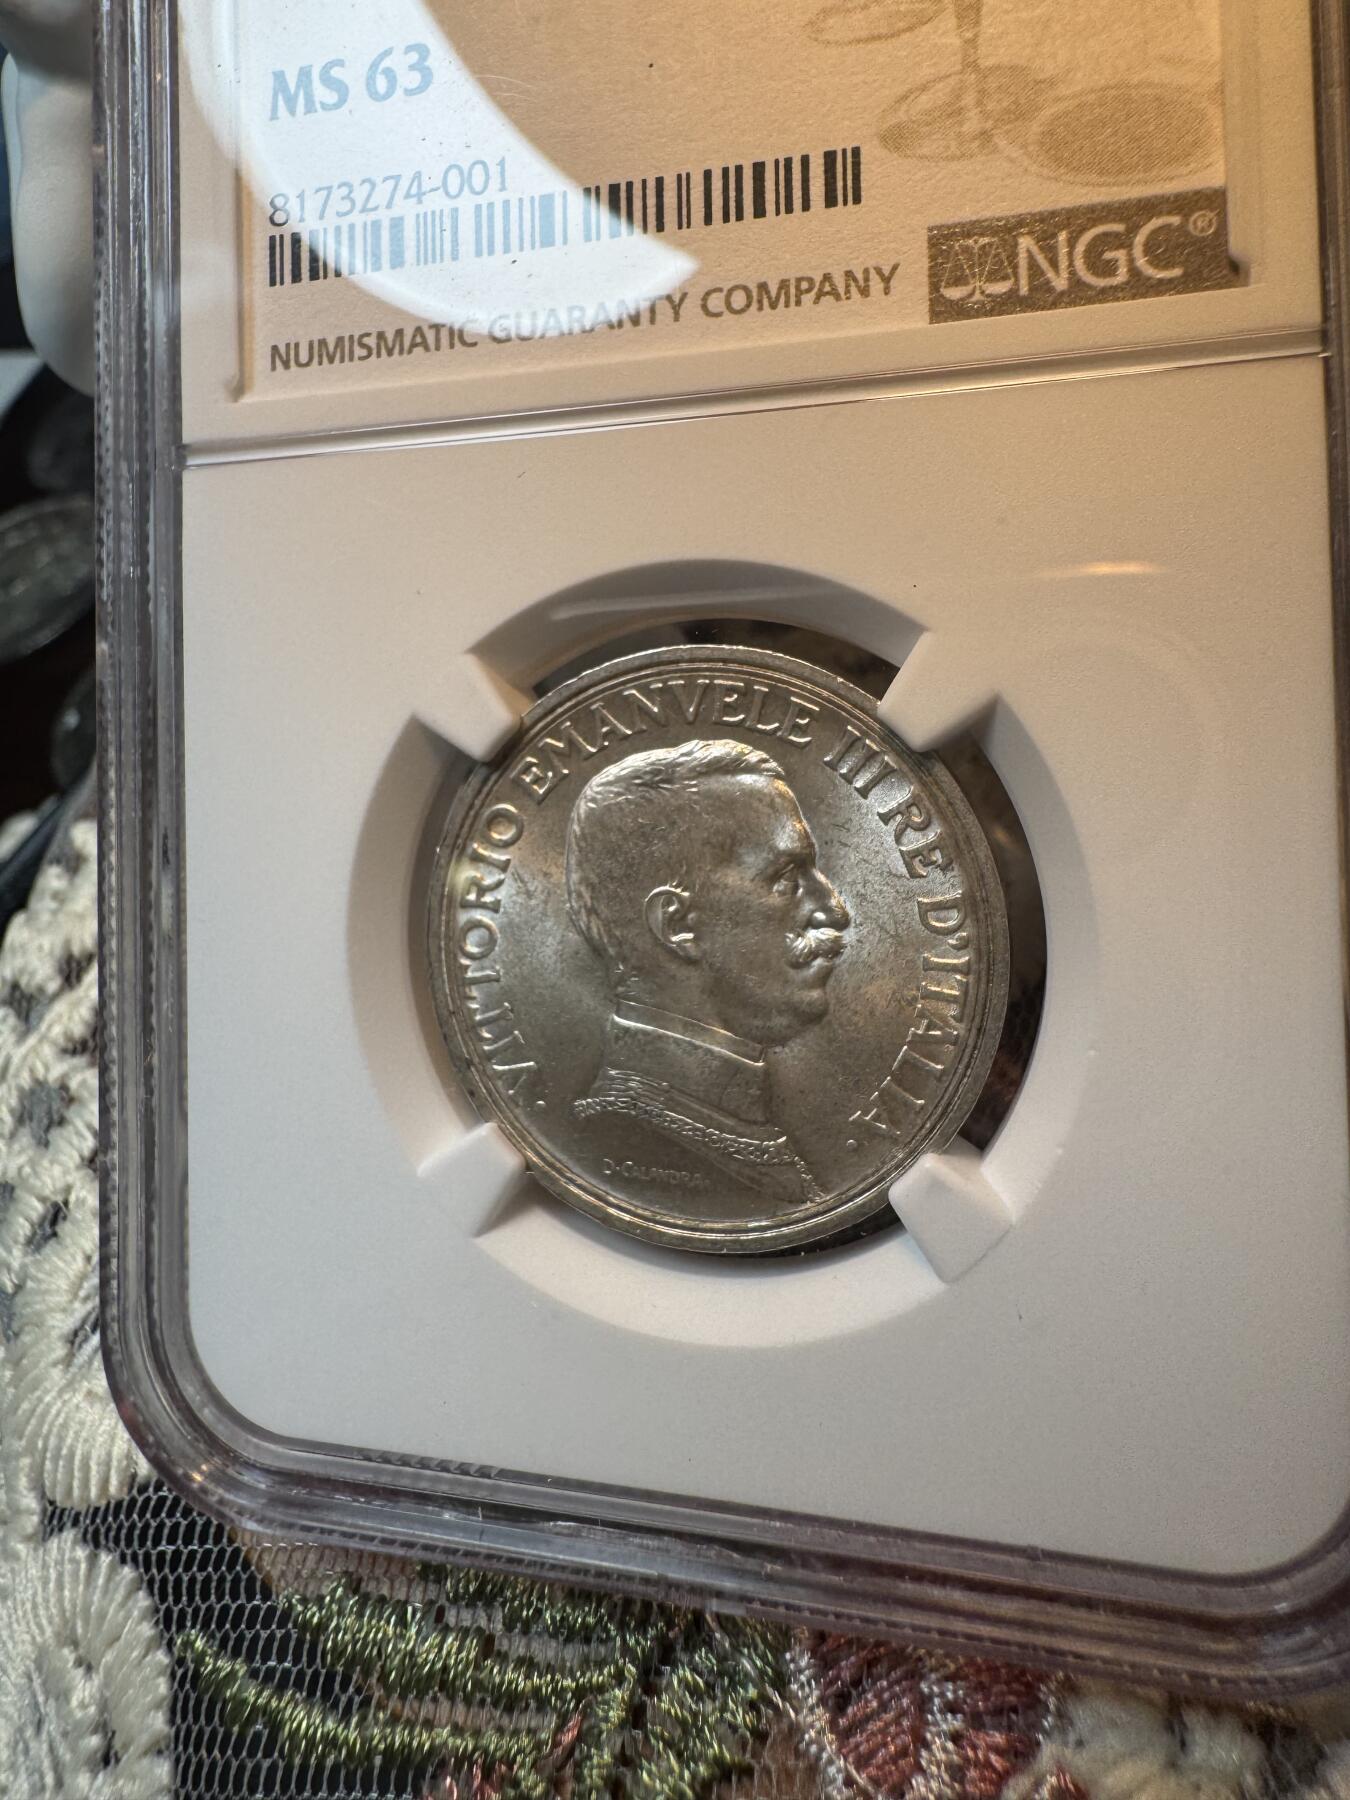 MS 63
8173274-001
NUMISMATIC GUARANTY COMPANY
NGC®
· VITTORIO EMANVELE III RE D'ITALIA ·
D·CALANDRA·